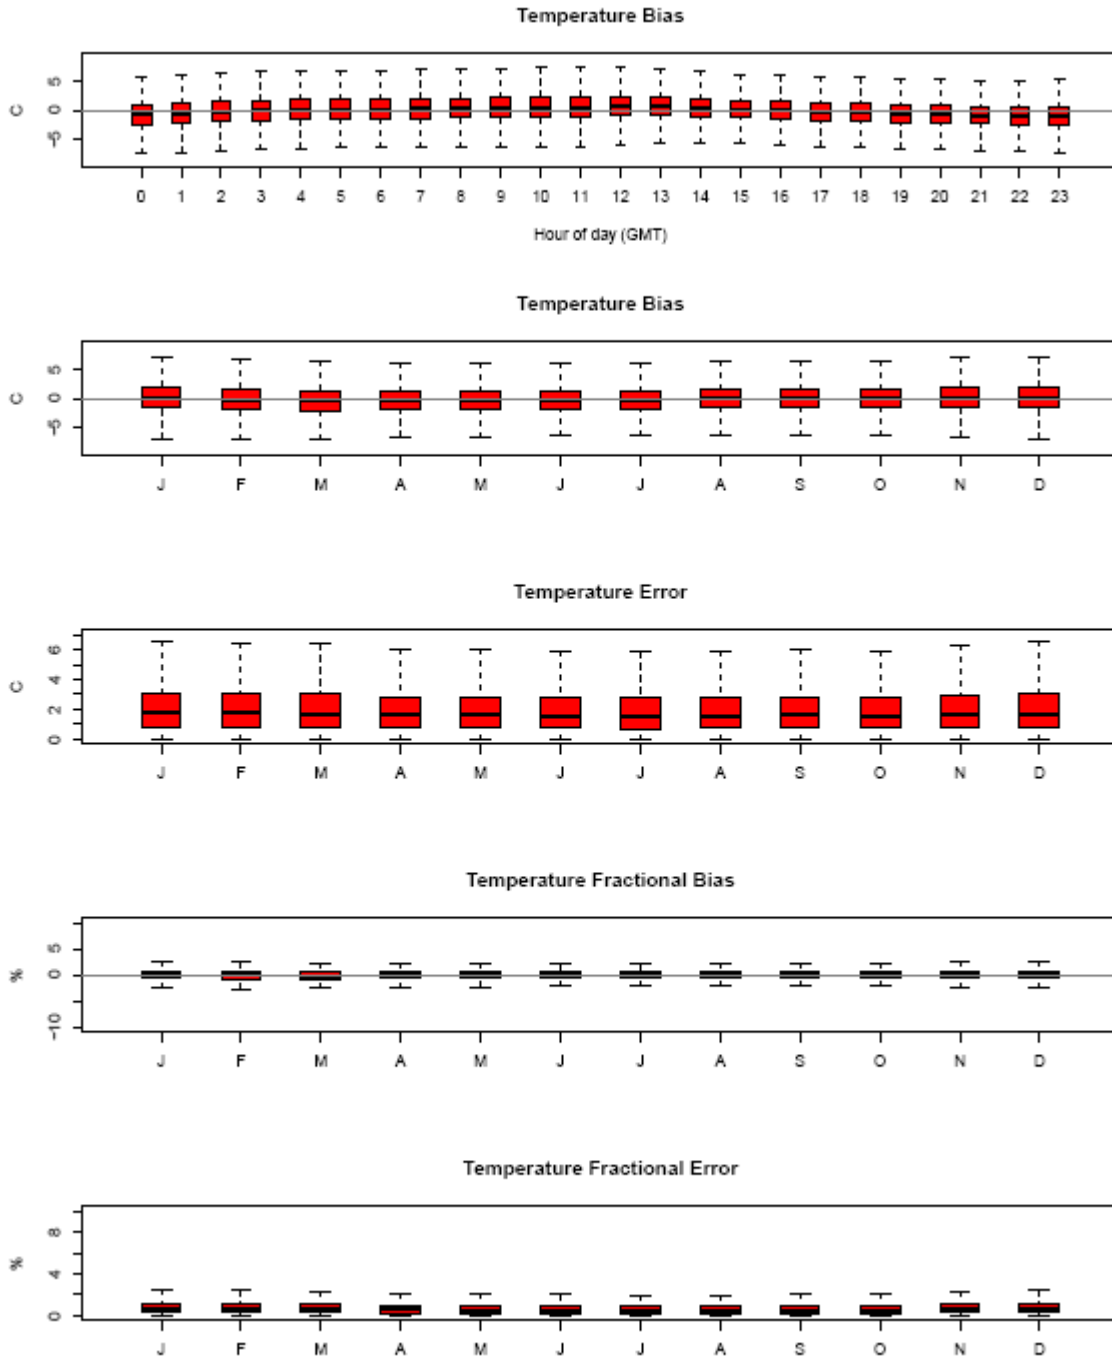 Temperature Bias
C
5
0
-5
0 1 2 3 4 5 6 7 8 9 10 11 12 13 14 15 16 17 18 19 20 21 22 23
Hour of day (GMT)
Temperature Bias
C
5
0
-5
J F M A M J J A S O N D
Temperature Error
C
6
4
2
0
J F M A M J J A S O N D
Temperature Fractional Bias
%
5
0
-10
J F M A M J J A S O N D
Temperature Fractional Error
%
8
4
0
J F M A M J J A S O N D